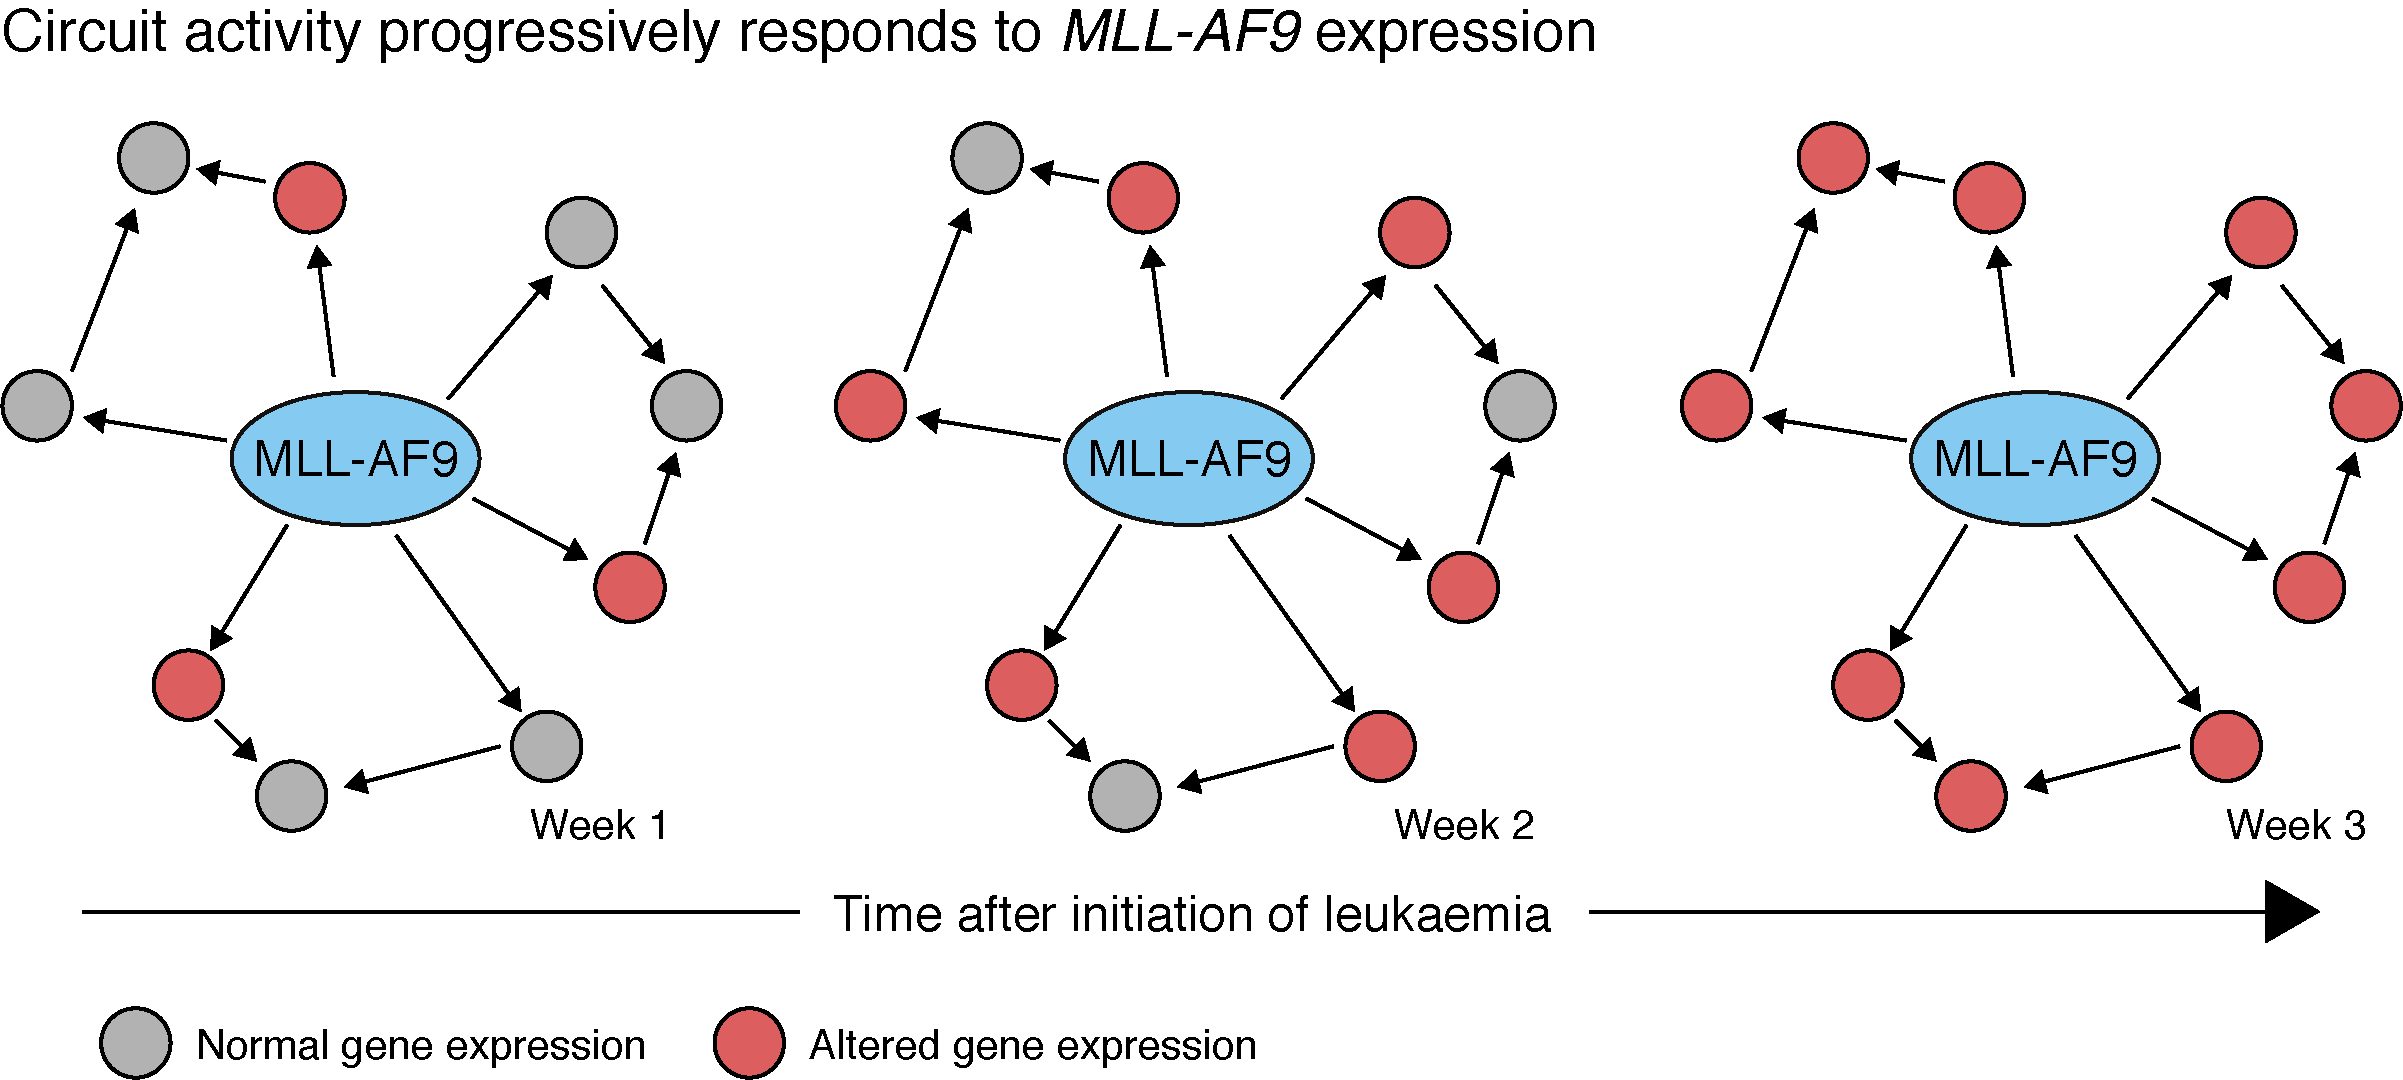 Circuit activity progressively responds to MLL-AF9 expression
MLL-AF9
MLL-AF9
MLL-AF9
Week 1
Week 2
Week 3
Time after initiation of leukaemia
Normal gene expression
Altered gene expression